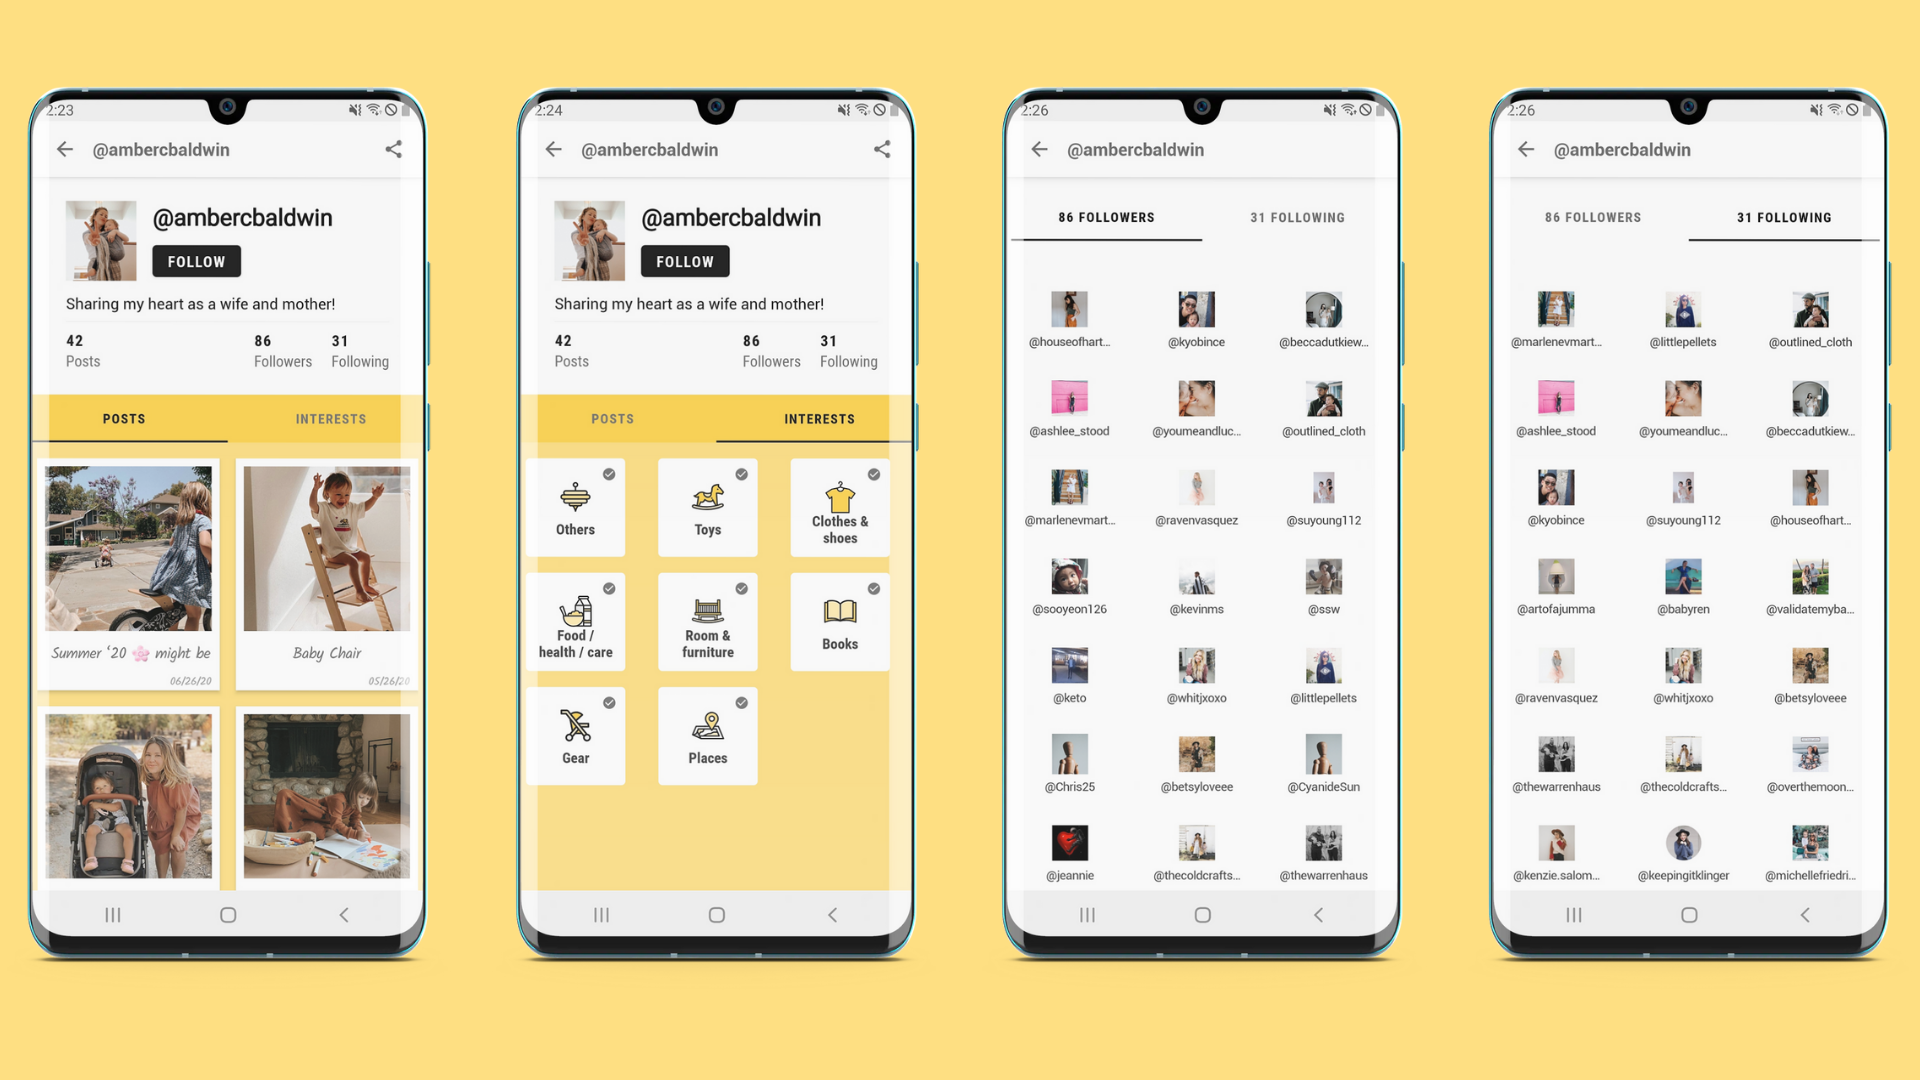 2:23
@ambercbaldwin
@ambercbaldwin
FOLLOW
Sharing my heart as a wife and mother!
42 86 31
Posts Followers Following
POSTS INTERESTS
Summer ‘20 🌸 might be
06/26/20
Baby Chair
05/26/20
2:24
@ambercbaldwin
@ambercbaldwin
FOLLOW
Sharing my heart as a wife and mother!
42 86 31
Posts Followers Following
POSTS INTERESTS
Others
Toys
Clothes &
shoes
Food /
health / care
Room &
furniture
Books
Gear
Places
2:26
@ambercbaldwin
86 FOLLOWERS 31 FOLLOWING
@houseofhart... @kyobince @beccadutkiew...
@ashlee_stood @youmeandluc... @outlined_cloth
@marlenevmart... @ravenvasquez @suyoung112
@sooyeon126 @kevinms @ssw
@keto @whitjxoxo @littlepellets
@Chris25 @betsyloveee @CyanideSun
@jeannie @thecoldcrafts... @thewarrenhaus
2:26
@ambercbaldwin
86 FOLLOWERS 31 FOLLOWING
@marlenevmart... @littlepellets @outlined_cloth
@ashlee_stood @youmeandluc... @beccadutkiew...
@kyobince @suyoung112 @houseofhart...
@artofajumma @babyren @validatemyba...
@ravenvasquez @whitjxoxo @betsyloveee
@thewarrenhaus @thecoldcrafts... @overthemoon...
@kenzie.salom... @keepingitklinger @michellefriedri...